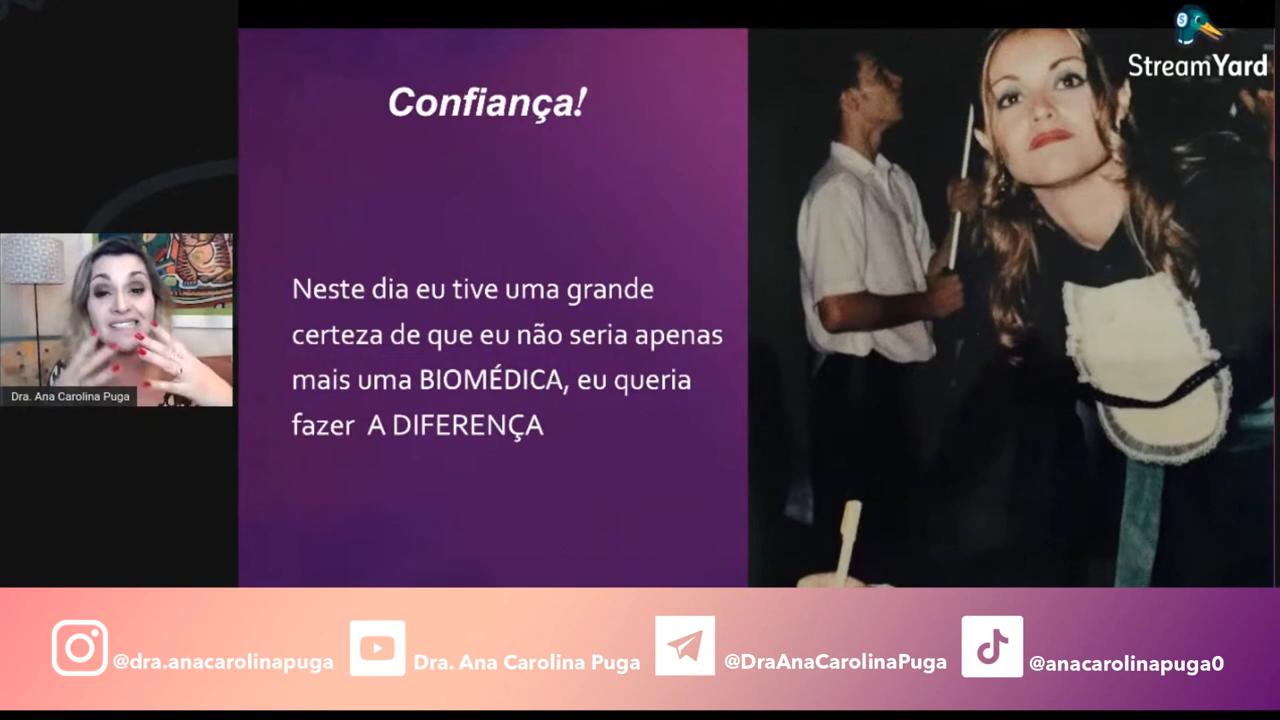 StreamYard
Confiança!
Neste dia eu tive uma grande
certeza de que eu não seria apenas
mais uma BIOMÉDICA, eu queria
fazer A DIFERENÇA
Dra. Ana Carolina Puga
@dra.anacarolinapuga
Dra. Ana Carolina Puga
@DraAnaCarolinaPuga
@anacarolinapuga0